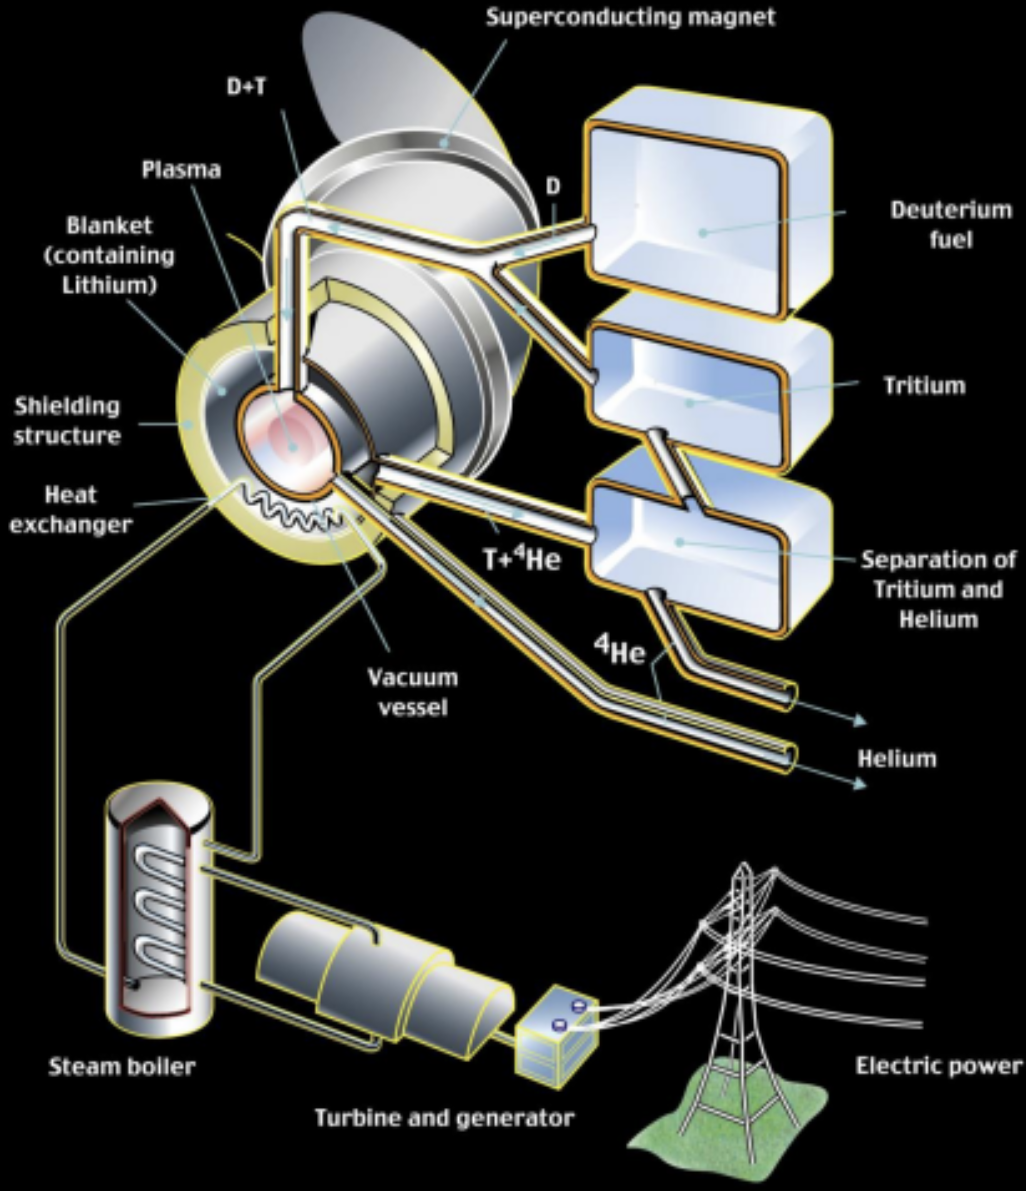 Superconducting magnet
D+T
Plasma
D
Blanket
(containing
Lithium)
Deuterium
fuel
Tritium
Shielding
structure
Heat
exchanger
T+⁴He
Separation of
Tritium and
Helium
⁴He
Vacuum
vessel
Helium
Steam boiler
Electric power
Turbine and generator